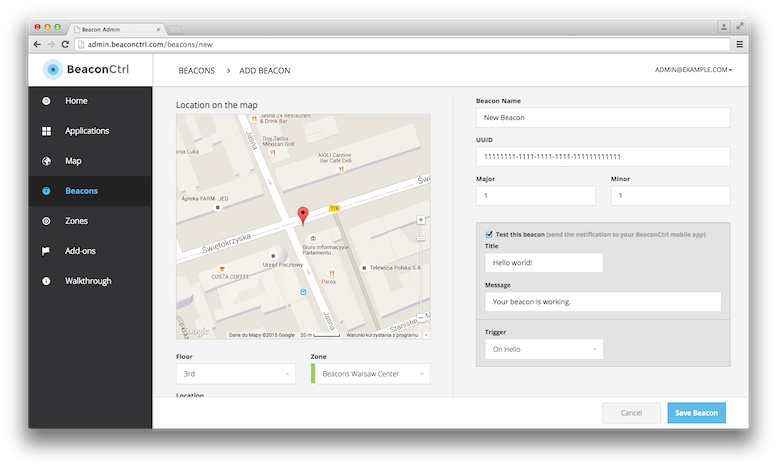 Beacon Admin
admin.beaconctrl.com/beacons/new
BeaconCtrl
BEACONS > ADD BEACON
ADMIN@EXAMPLE.COM
Home
Applications
Map
Beacons
Zones
Add-ons
Walkthrough
Location on the map
Jasna 24 Restaurant
& Drink Bar
Jasna
Dos Tacos -
Mexican Grill
AïOLI Cantine
Bar Café Deli
anja Luka
Apteka FARM - JED
719
Święto
Świętokrzyska
Biuro Informacyjne
Parlamentu...
Urząd Pocztowy
COSTA COFFEE
Telewizja Polska S.A
Paros
Jasna
Stanisław M
Google
Dane do Mapy ©2015 Google
20 m
Warunki korzystania z programu
Floor
3rd
Zone
Beacons Warsaw Center
Location
Beacon Name
New Beacon
UUID
11111111-1111-1111-1111-111111111111
Major
1
Minor
1
Test this beacon (send the notification to your BeaconCtrl mobile app)
Title
Hello world!
Message
Your beacon is working.
Trigger
On Hello
Cancel
Save Beacon